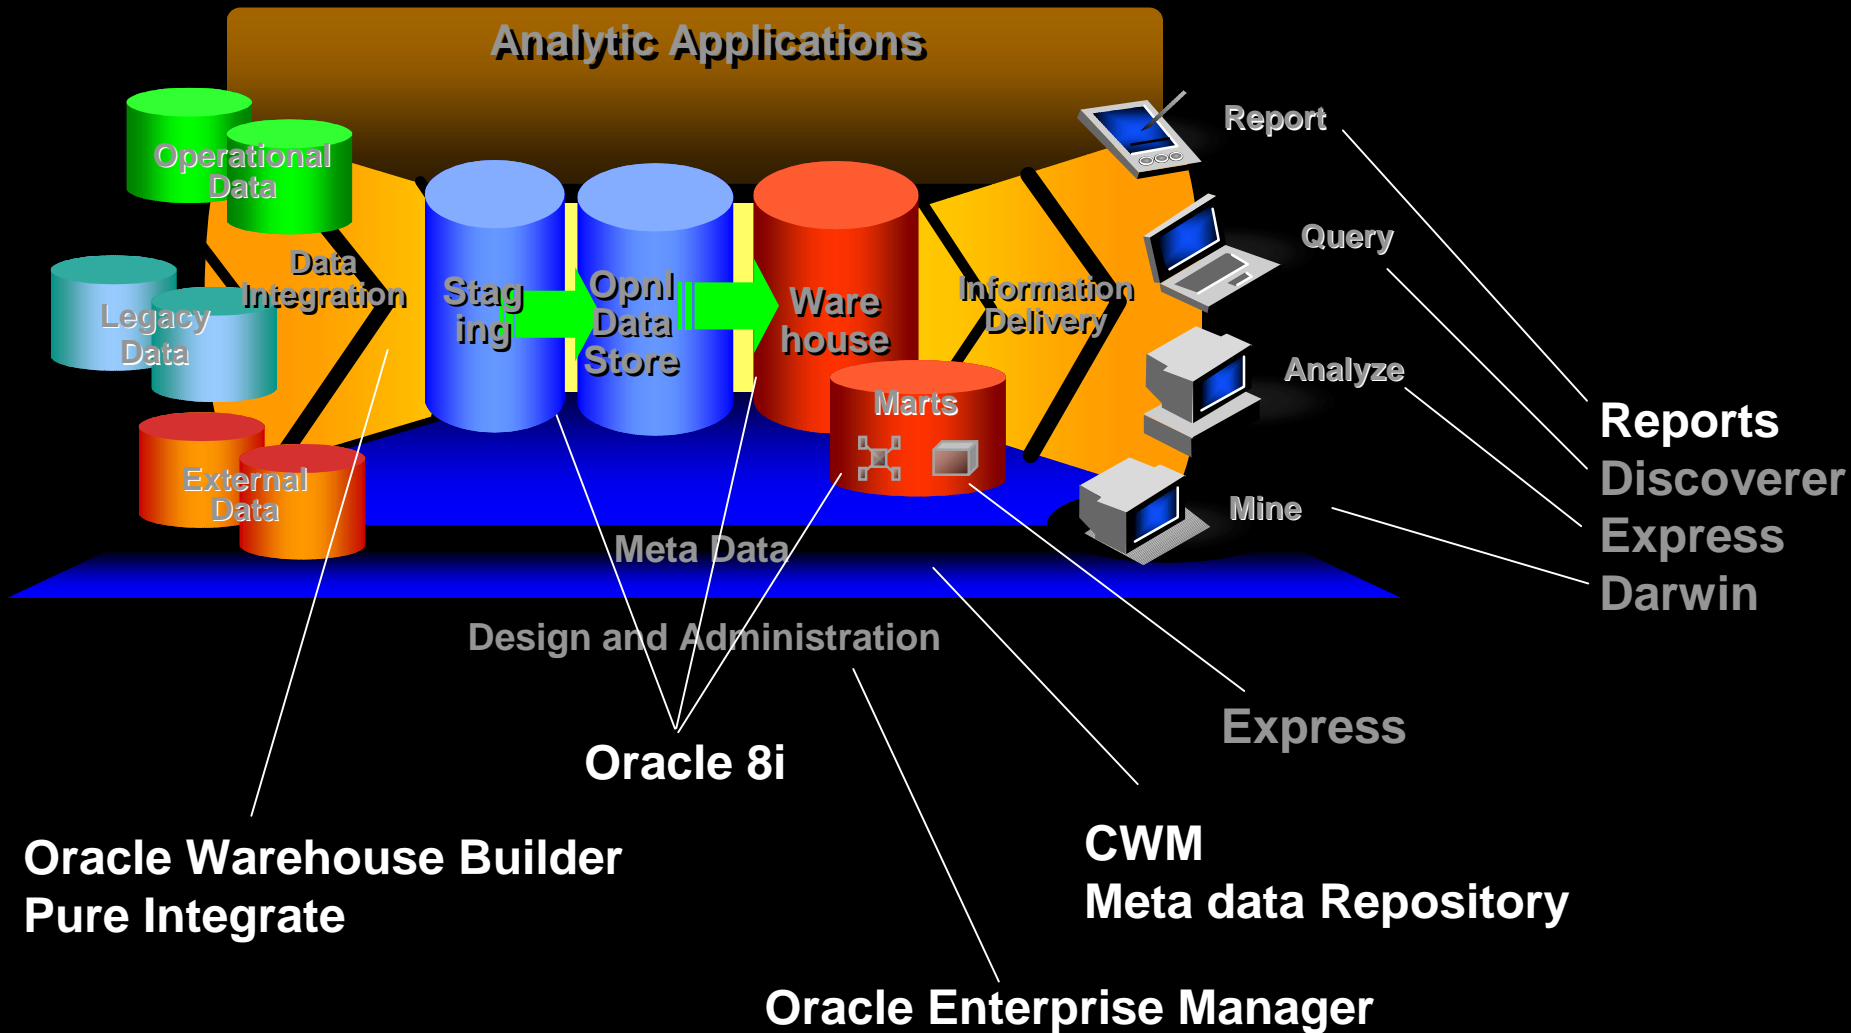 Analytic Applications
Operational
Data
Legacy
Data
External
Data
Data
Integration
Stag
ing
Opnl
Data
Store
Ware
house
Marts
Information
Delivery
Report
Query
Analyze
Mine
Reports
Discoverer
Express
Darwin
Meta Data
Design and Administration
Express
Oracle 8i
Oracle Warehouse Builder
Pure Integrate
CWM
Meta data Repository
Oracle Enterprise Manager